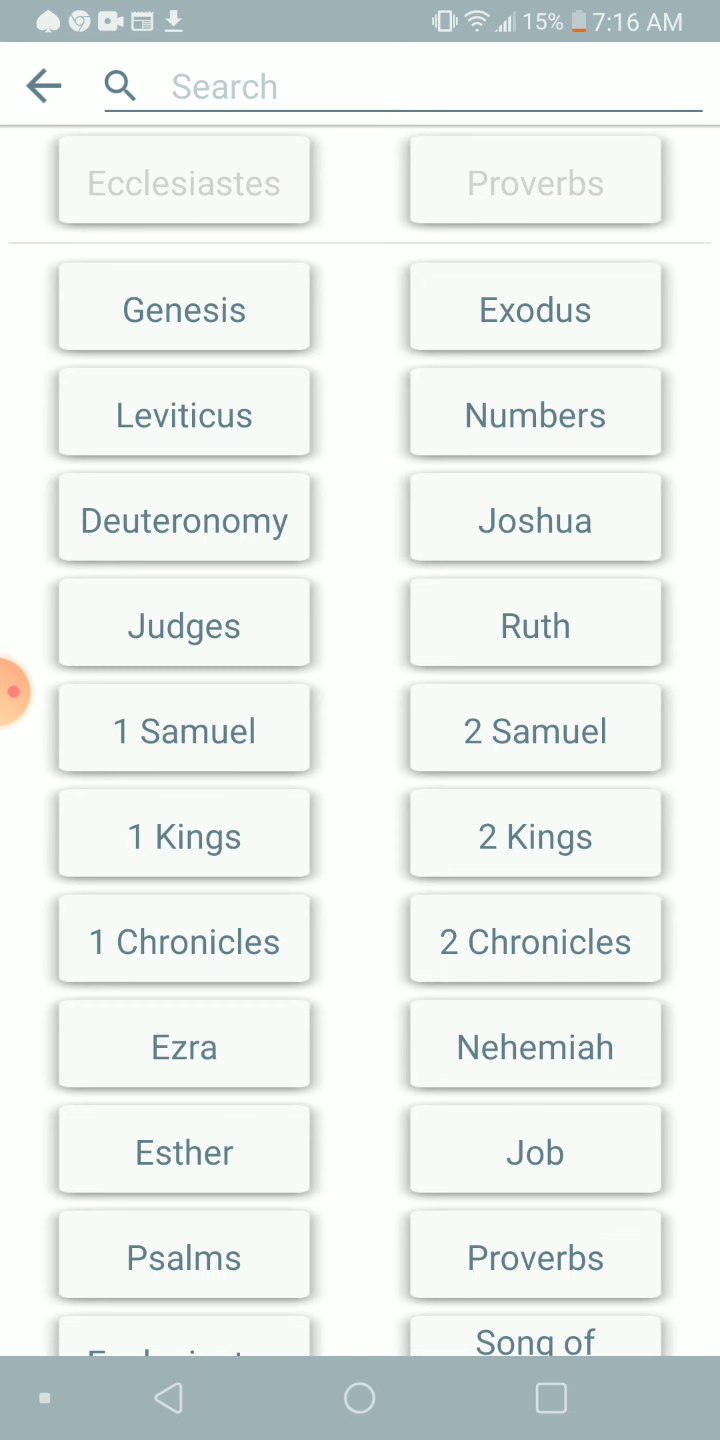 15% 7:16 AM
Search
Ecclesiastes Proverbs
Genesis Exodus
Leviticus Numbers
Deuteronomy Joshua
Judges Ruth
1 Samuel 2 Samuel
1 Kings 2 Kings
1 Chronicles 2 Chronicles
Ezra Nehemiah
Esther Job
Psalms Proverbs
Song of